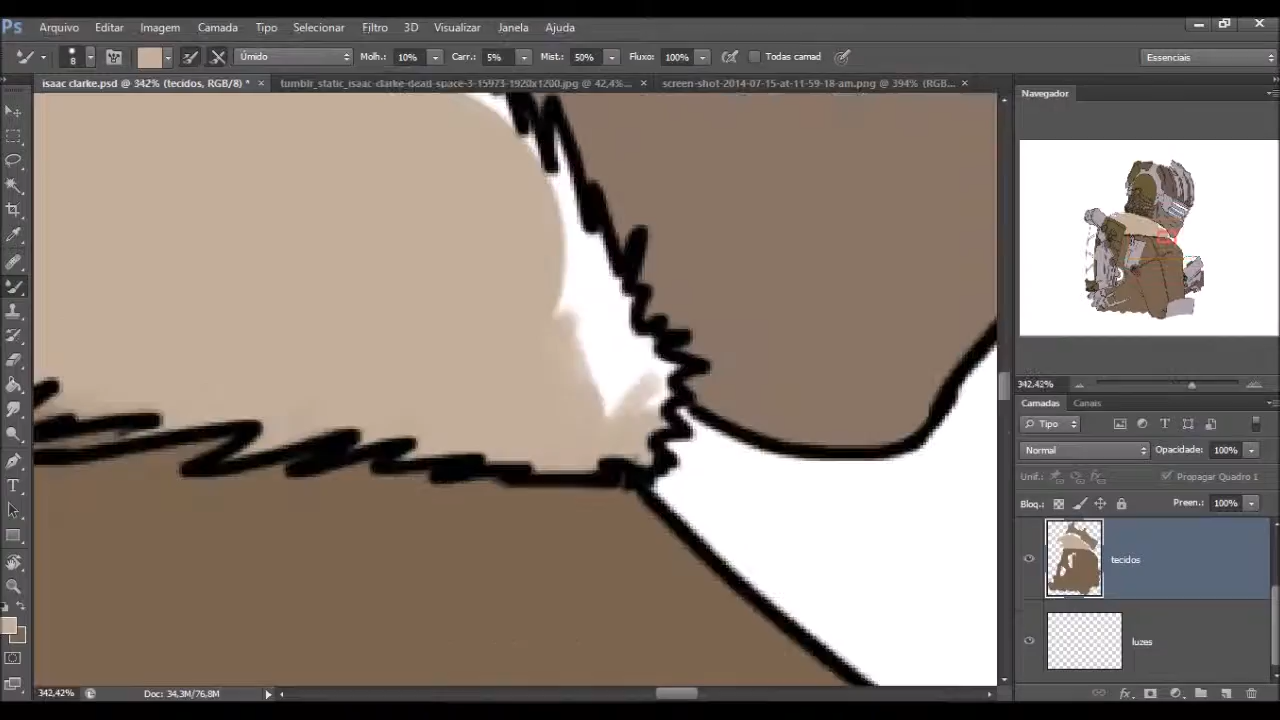 Ps Arquivo Editar Imagem Camada Tipo Selecionar Filtro 3D Visualizar Janela Ajuda
8 Úmido Molh.: 10% Carr.: 5% Mist.: 50% Fluxo: 100% Todas camad Essenciais
isaac clarke.psd @ 342% (tecidos, RGB/8) * × tumblr_static_isaac-clarke-dead-space-3-15973-1920x1200.jpg @ 42,4%... × screen-shot-2014-07-15-at-11-59-18-am.png @ 394% (RGB... ×
Navegador
342,42%
Camadas Canais
Tipo
Normal Opacidade: 100%
Unif.: Propagar Quadro 1
Bloq.: Preen.: 100%
tecidos
luzes
342,42% Doc: 34,3M/76,8M